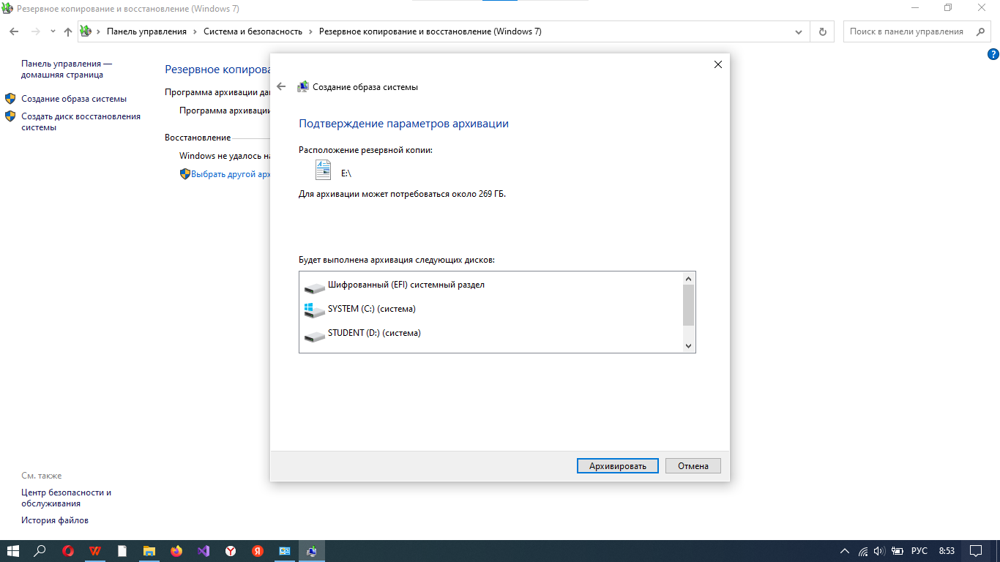 Резервное копирование и восстановление (Windows 7)
Панель управления
Система и безопасность
Резервное копирование и восстановление (Windows 7)
Поиск в панели управления
Панель управления —
домашняя страница
Создание образа системы
Создать диск восстановления
системы
Резервное копирова
Программа архивации да
Программа архивации
Восстановление
Windows не удалось на
Выбрать другой арх
Создание образа системы
Подтверждение параметров архивации
Расположение резервной копии:
E:\
Для архивации может потребоваться около 269 ГБ.
Будет выполнена архивация следующих дисков:
Шифрованный (EFI) системный раздел
SYSTEM (C:) (система)
STUDENT (D:) (система)
Архивировать
Отмена
См. также
Центр безопасности и
обслуживания
История файлов
РУС
8:53